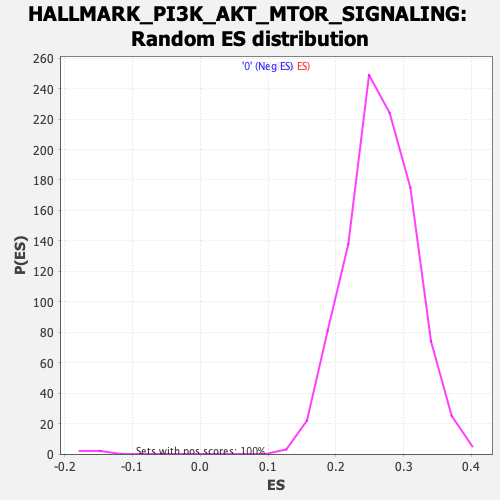 HALLMARK_PI3K_AKT_MTOR_SIGNALING:
Random ES distribution
'0' (Neg ES) ES)
260
240
220
200
180
160
140
120
100
80
60
40
20
0
P(ES)
Sets with pos scores: 100%
-0.2 -0.1 0.0 0.1 0.2 0.3 0.4
ES